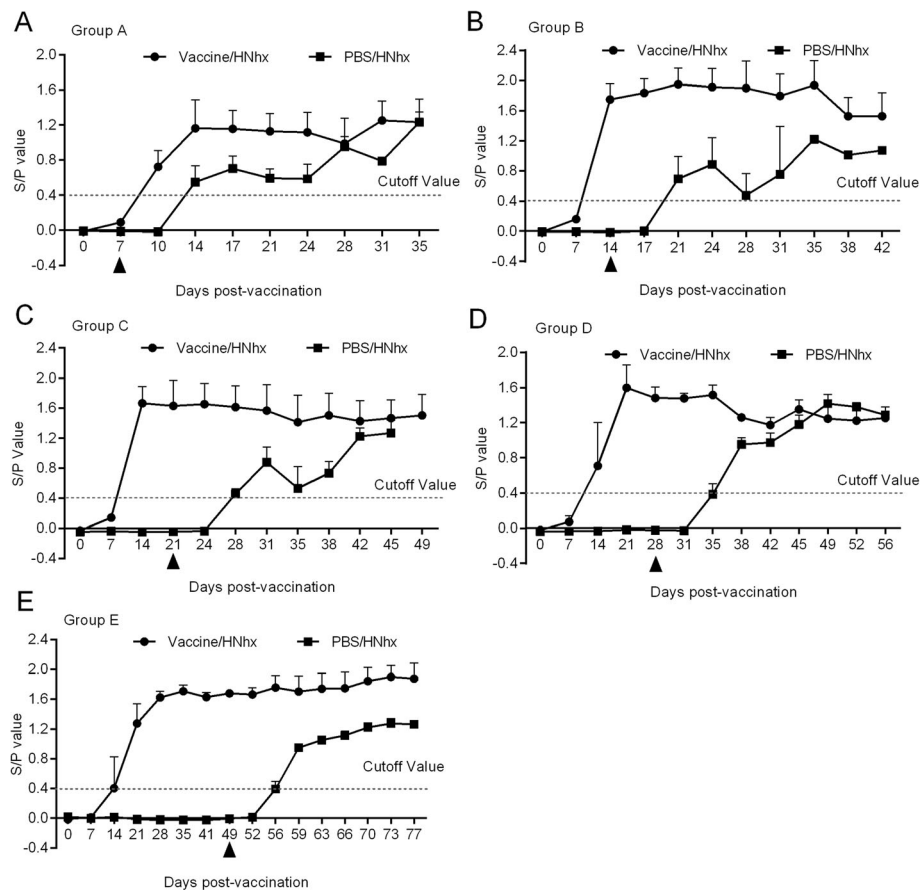 A
Group A
Vaccine/HNhx PBS/HNhx
2.0
1.6
1.2
0.8
0.4
0.0
-0.4
S/P value
Cutoff Value
0 7 10 14 17 21 24 28 31 35
Days post-vaccination
B
Group B
Vaccine/HNhx PBS/HNhx
2.4
2.0
1.6
1.2
0.8
0.4
0.0
-0.4
S/P value
Cutoff Value
0 7 14 17 21 24 28 31 35 38 42
Days post-vaccination
C
Group C
Vaccine/HNhx PBS/HNhx
2.4
2.0
1.6
1.2
0.8
0.4
0.0
-0.4
S/P Value
Cutoff Value
0 7 14 21 24 28 31 35 38 42 45 49
Days post-vaccination
D
Group D
Vaccine/HNhx PBS/HNhx
2.0
1.6
1.2
0.8
0.4
0.0
-0.4
S/P value
Cutoff Value
0 7 14 21 28 31 35 38 42 45 49 52 56
Days post-vaccination
E
Group E
Vaccine/HNhx PBS/HNhx
2.4
2.0
1.6
1.2
0.8
0.4
0.0
-0.4
S/P value
Cutoff Value
0 7 14 21 28 35 41 49 52 56 59 63 66 70 73 77
Days post-vaccination